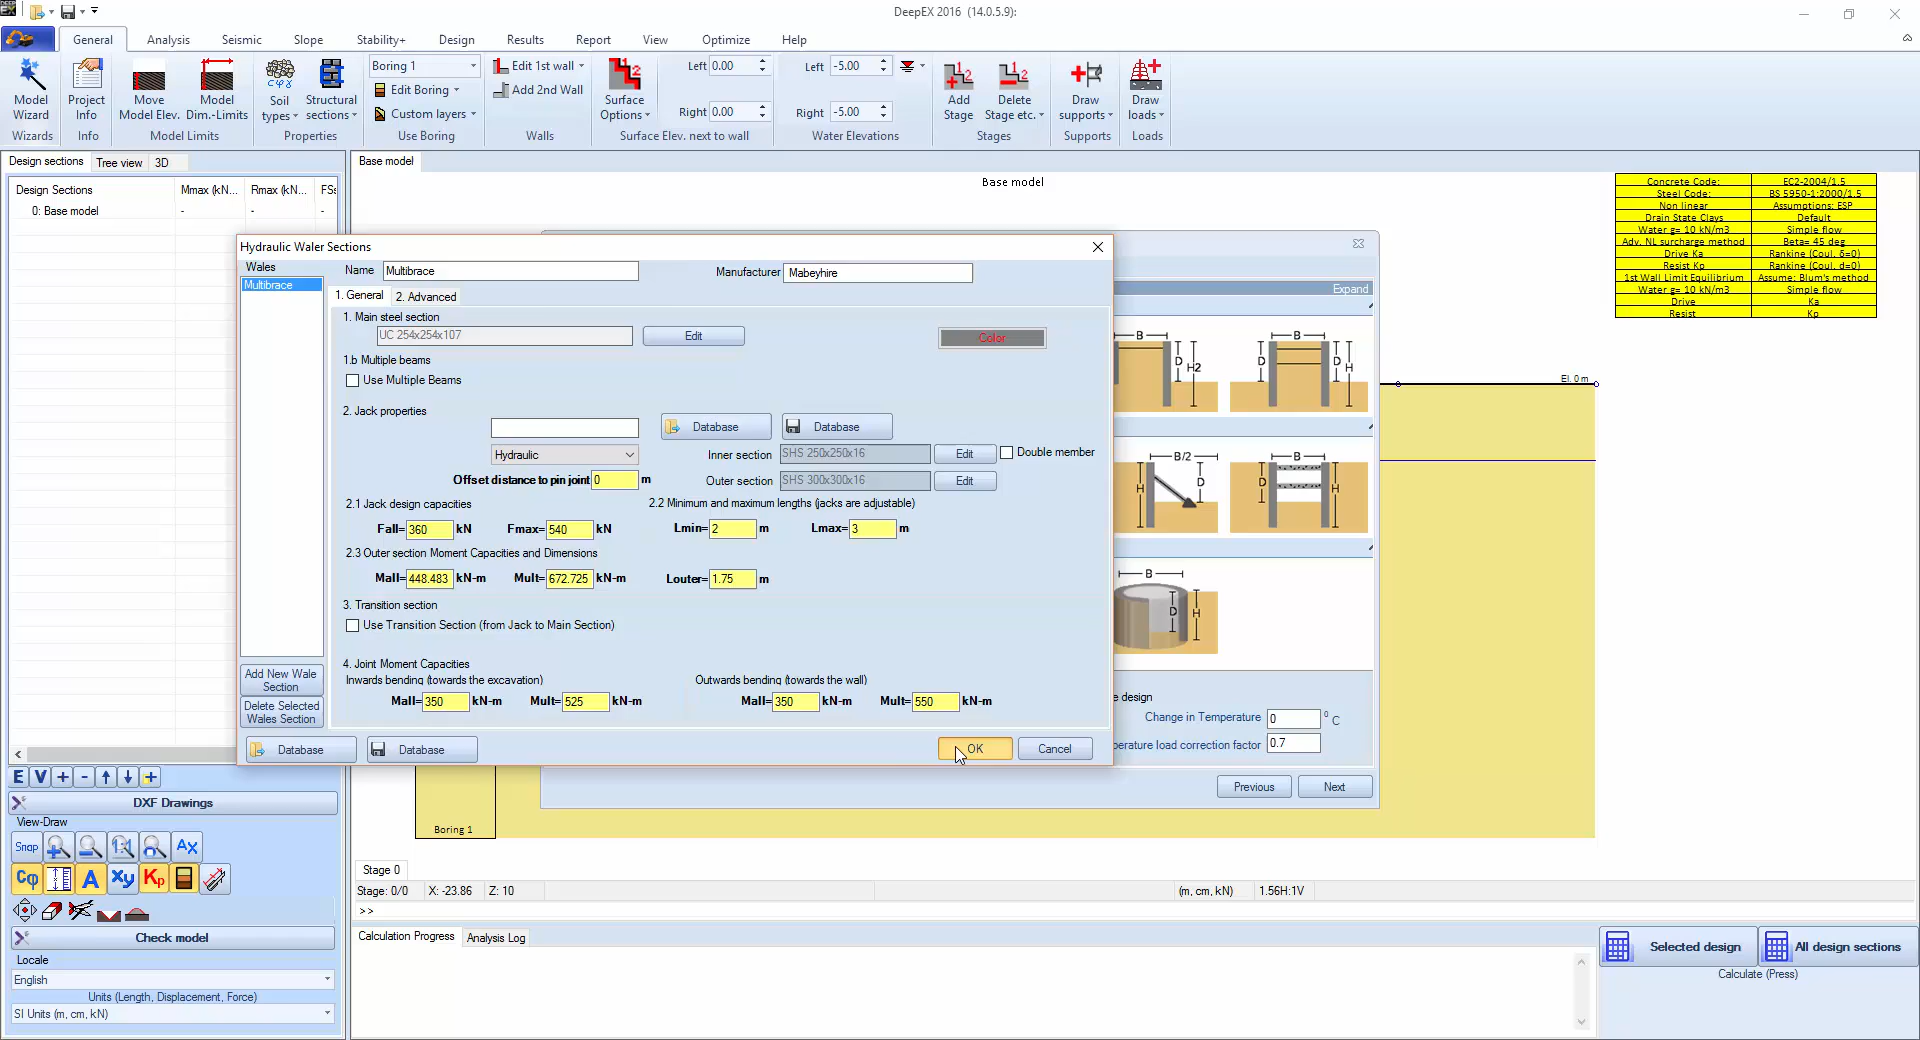 DeepEX 2016 (14.0.5.9):
General Analysis Seismic Slope Stability+ Design Results Report View Optimize Help
Model Wizard
Wizards
Project Info
Info
Move Model Elev.
Model Dim.-Limits
Model Limits
Soil types
Structural sections
Properties
Boring 1
Edit Boring
Custom layers
Use Boring
Edit 1st wall
Add 2nd Wall
Walls
Surface Options
Left 0.00
Right 0.00
Surface Elev. next to wall
Left -5.00
Right -5.00
Water Elevations
Add Stage
Delete Stage etc.
Stages
Draw supports
Supports
Draw loads
Loads
Design sections Tree view 3D
Design Sections Mmax (kN... Rmax (kN... FS
0: Base model - - -
Base model
Base model
Concrete Code: EC2-2004/1.5
Steel Code: BS 5950-1:2000/1.5
Non linear Assumptions: ESP
Drain State Clays Default
Water g= 10 kN/m3 Simple flow
Adv. NL surcharge method Beta= 45 deg
Drive Ka Rankine (Coul, d=0)
Resist Kp Rankine (Coul. d=0)
1st Wall Limit Equilibrium Assume: Blum's method
Water g= 10 kN/m3 Simple flow
Drive Ka
Resist Kp
Hydraulic Waler Sections
Wales
Multibrace
Name Multibrace
Manufacturer Mabeyhire
1. General 2. Advanced
1. Main steel section
UC 254x254x107 Edit Color
1.b Multiple beams
Use Multiple Beams
2. Jack properties
Database Database
Hydraulic
Inner section SHS 250x250x16 Edit Double member
Offset distance to pin joint 0 m
Outer section SHS 300x300x16 Edit
2.1 Jack design capacities
2.2 Minimum and maximum lengths (jacks are adjustable)
Fall= 360 kN Fmax= 540 kN
Lmin= 2 m Lmax= 3 m
2.3 Outer section Moment Capacities and Dimensions
Mall= 448.483 kN-m Mult= 672.725 kN-m Louter= 1.75 m
3. Transition section
Use Transition Section (from Jack to Main Section)
4. Joint Moment Capacities
Inwards bending (towards the excavation)
Outwards bending (towards the wall)
Mall= 350 kN-m Mult= 525 kN-m
Mall= 350 kN-m Mult= 550 kN-m
Add New Wale Section
Delete Selected Wales Section
Database Database
OK Cancel
Expand
B D H2
B D H
H B/2 D
B H D
B D H
e design
Change in Temperature 0 0 C
perature load correction factor 0.7
Previous Next
El. 0 m
Boring 1
E V + - +
DXF Drawings
View-Draw
Snap 1:1 Ax
Cφ A Xy Kp
Check model
Locale
English
Units (Length, Displacement, Force)
SI Units (m, cm, kN)
Stage 0
Stage: 0/0 X: -23.86 Z: 10 (m, cm, kN) 1.56H:1V
>>
Calculation Progress Analysis Log
Selected design All design sections
Calculate (Press)